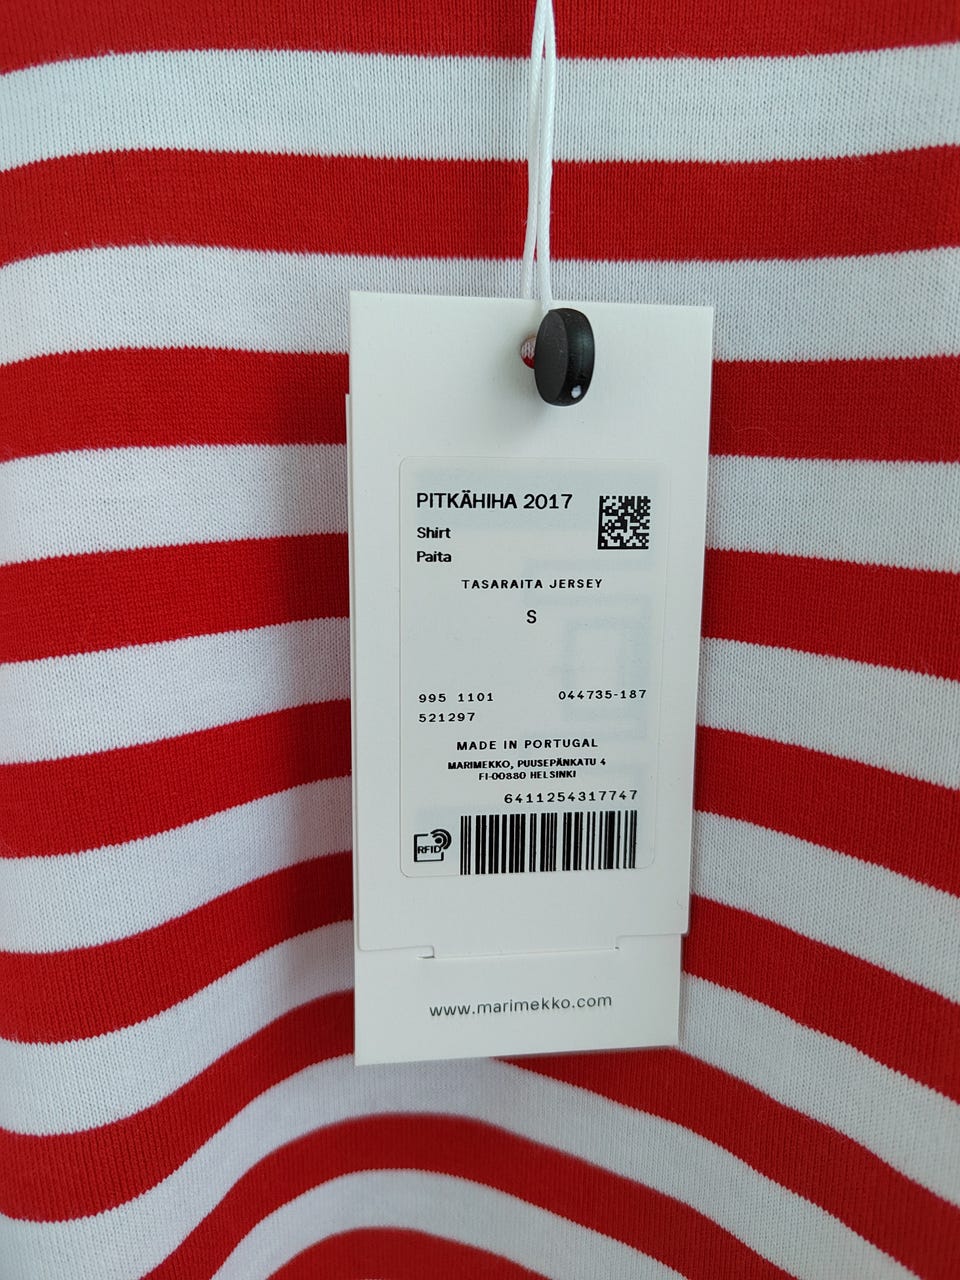 PITKÄHIHA 2017
Shirt
Paita
TASARAITA JERSEY
S
995 1101 044735-187
521297
MADE IN PORTUGAL
MARIMEKKO, PUUSEPÄNKATU 4
FI-00880 HELSINKI
6411254317747
RFID
www.marimekko.com